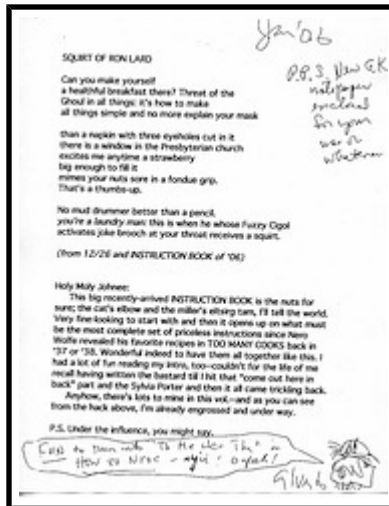 Jan '06
SQUIRT OF RON LARD
P.P.S. New G.K.
notepaper
enclosed
for your
use or
whatever
Can you make yourself
a healthful breakfast there? Threat of the
Ghoul in all things: it's how to make
all things simple and no more explain your mask
than a napkin with three eyeholes cut in it
there is a window in the Presbyterian church
excites me anytime a strawberry
big enough to fill it
mimes your nuts sore in a fondue grip.
That's a thumbs-up.
No mud drummer better than a pencil,
you're a laundry man: this is when he whose Fuzzy Cigol
activates joke brooch at your throat receives a squirt.
(from 12/26 and INSTRUCTION BOOK of '06)
Holy Moly Johnee:
This big recently-arrived INSTRUCTION BOOK is the nuts for
sure; the cat's elbow and the miller's eltsirg tam, I'll tell the world.
Very fine-looking to start with and then it opens up on what must
be the most complete set of priceless instructions since Nero
Wolfe revealed his favorite recipes in TOO MANY COOKS back in
'37 or '38. Wonderful indeed to have them all together like this. I
had a lot of fun reading my intro, too—couldn't for the life of me
recall having written the bastard till I hit that "come out here in
back" part and the Sylvia Porter and then it all came trickling back.
Anyhow, there's lots to mine in this vol.—and as you can see
from the hack above, I'm already engrossed and under way.
P.S. Under the influence, you might say.